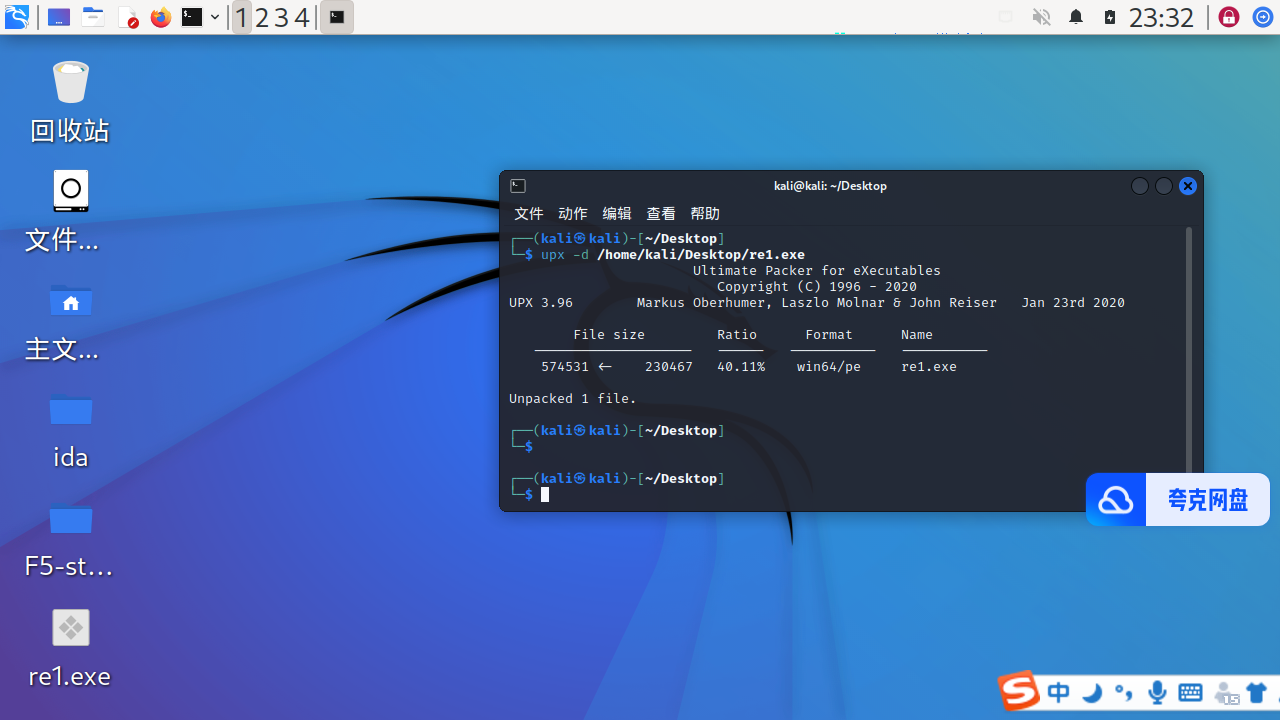 1 2 3 4
23:32
回收站
文件...
主文...
ida
F5-st...
re1.exe
kali@kali: ~/Desktop
文件 动作 编辑 查看 帮助
┌──(kali㉿kali)-[~/Desktop]
└─$ upx -d /home/kali/Desktop/re1.exe
Ultimate Packer for eXecutables
Copyright (C) 1996 - 2020
UPX 3.96 Markus Oberhumer, Laszlo Molnar & John Reiser Jan 23rd 2020
File size Ratio Format Name
574531 <- 230467 40.11% win64/pe re1.exe
Unpacked 1 file.
┌──(kali㉿kali)-[~/Desktop]
└─$
┌──(kali㉿kali)-[~/Desktop]
└─$
夸克网盘
中
15